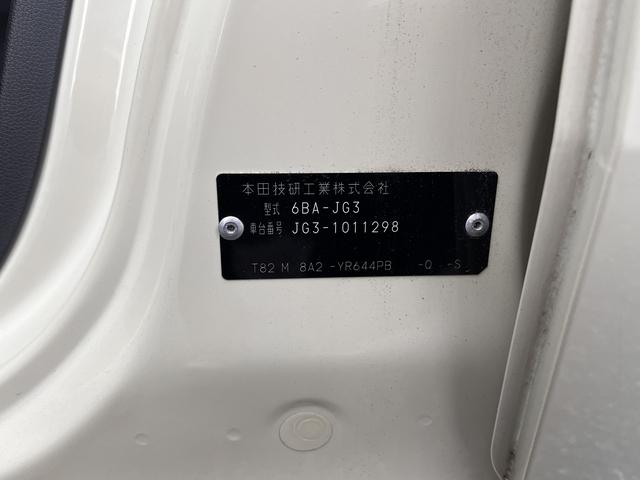 本田技研工業株式会社
型式 6BA-JG3
車台番号 JG3-1011298
T82 M 8A2 -YR644PB -Q -S